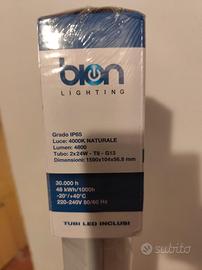 bion
LIGHTING
Grado IP65
Luce: 4000K NATURALE
Lumen: 4800
Tubo: 2x24W - T8 - G13
Dimensioni: 1590x104x56.8 mm
30.000 h
48 kWh/1000h
-20°/+40°C
220-240V 50/60 Hz
TUBI LED INCLUSI
subito